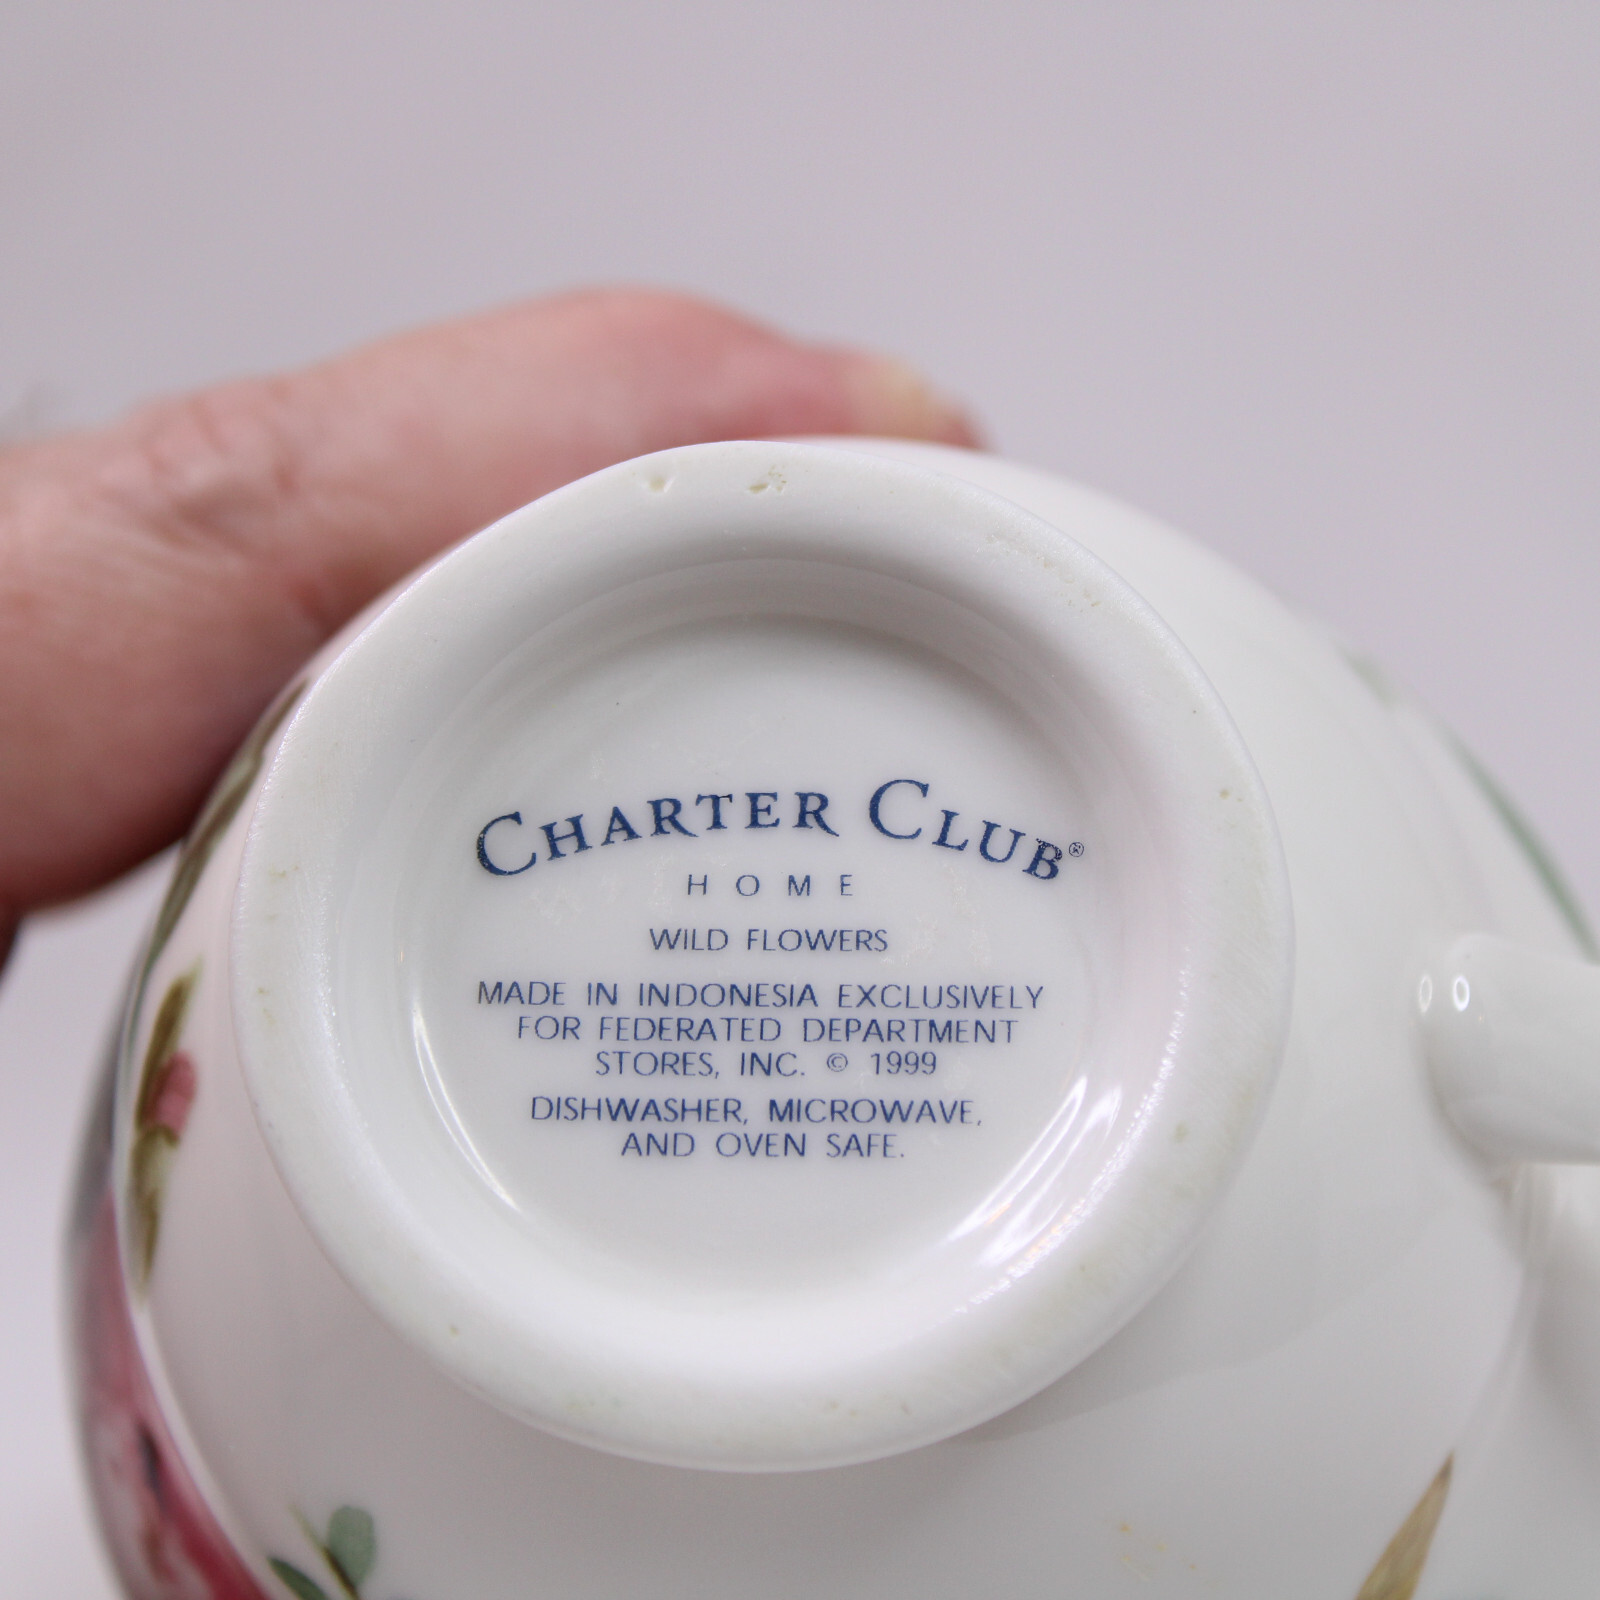 CHARTER CLUB®
HOME
WILD FLOWERS
MADE IN INDONESIA EXCLUSIVELY
FOR FEDERATED DEPARTMENT
STORES, INC. © 1999
DISHWASHER, MICROWAVE,
AND OVEN SAFE.